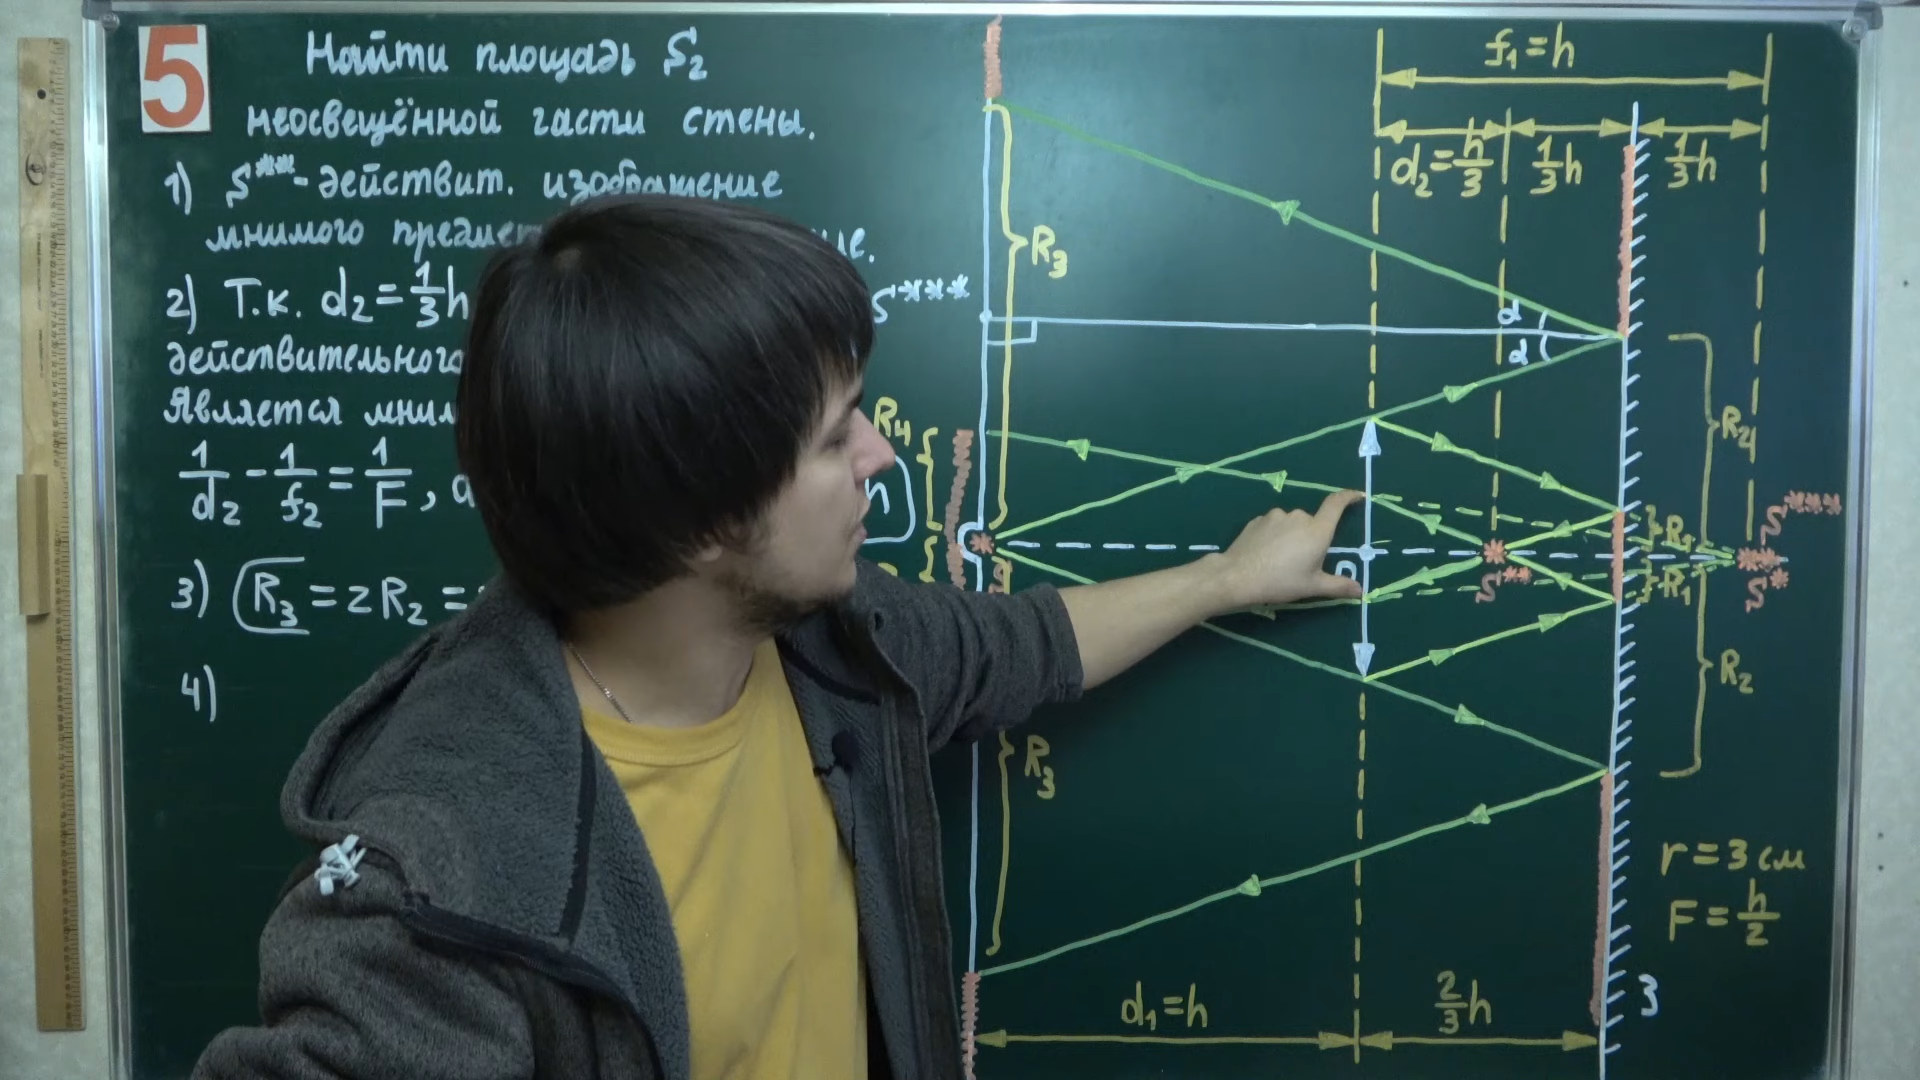 5
Найти площадь S₂
неосвещённой части стены.
1) S** - действит. изображение
мнимого
2) Т.к. d₂ = 1/3 h
S***
действительного
Является
1/d₂ - 1/f₂ = 1/F,
h
3) R₃ = 2R₂ =
4)
f₁ = h
d₂ = h/3
1/3 h
1/3 h
R₃
α
α
R₄
R₂
R₁
R₁
S***
S**
S*
R₂
R₃
r = 3 см
F = h/2
d₁ = h
2/3 h
3